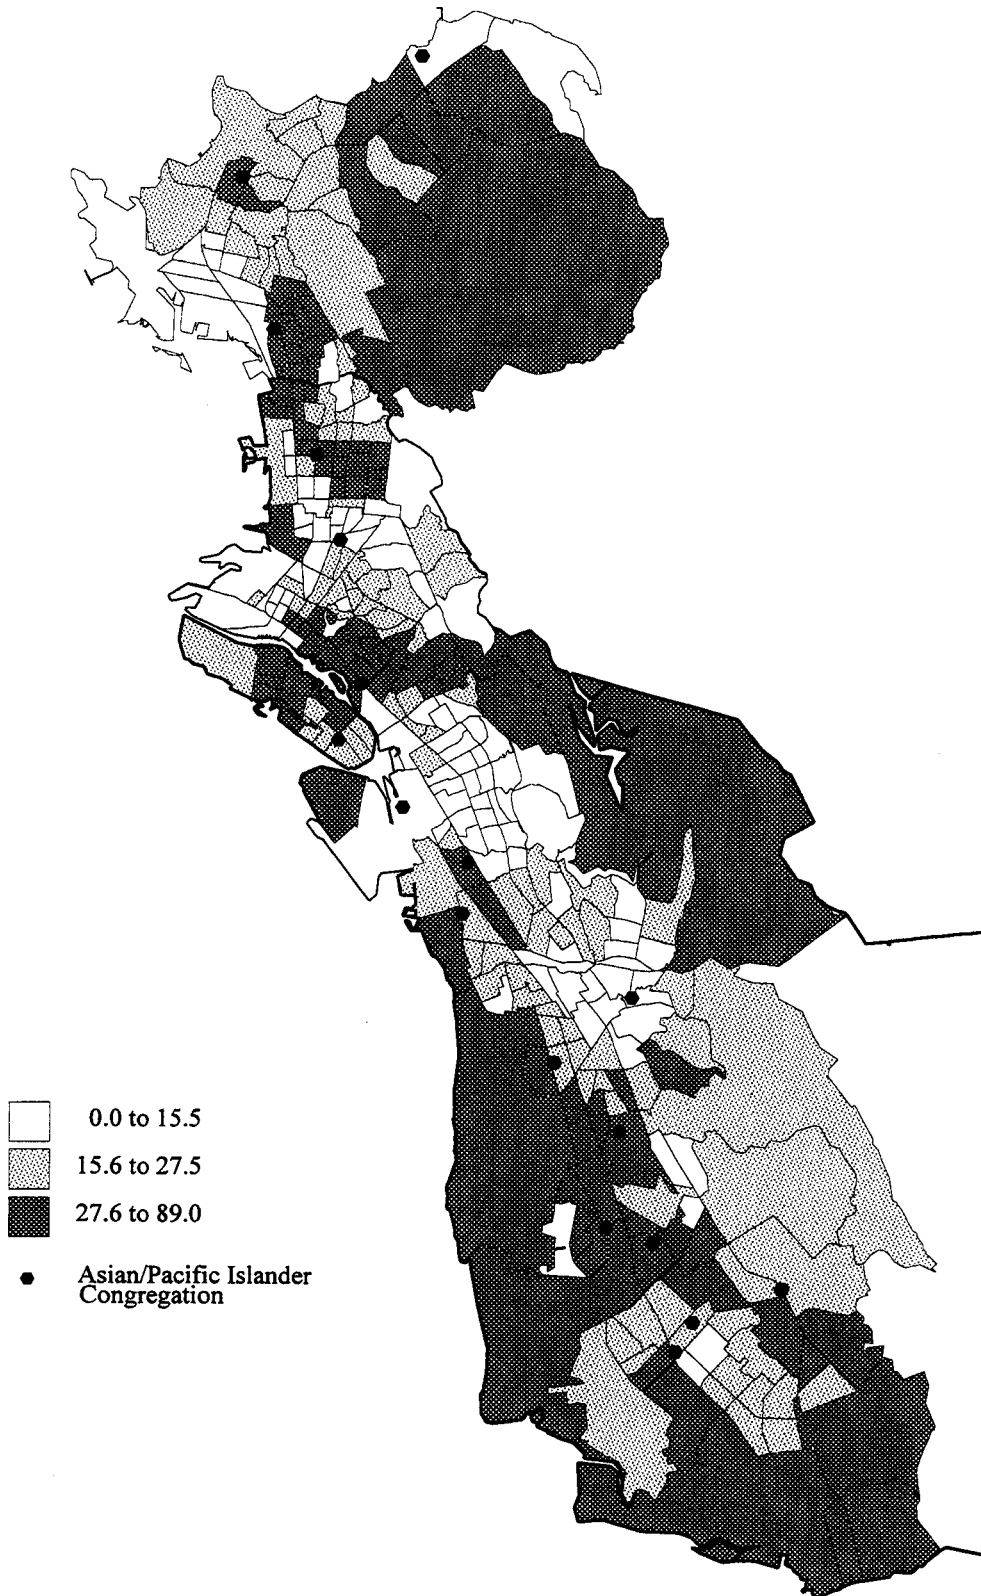 0.0 to 15.5
15.6 to 27.5
27.6 to 89.0
Asian/Pacific Islander
Congregation